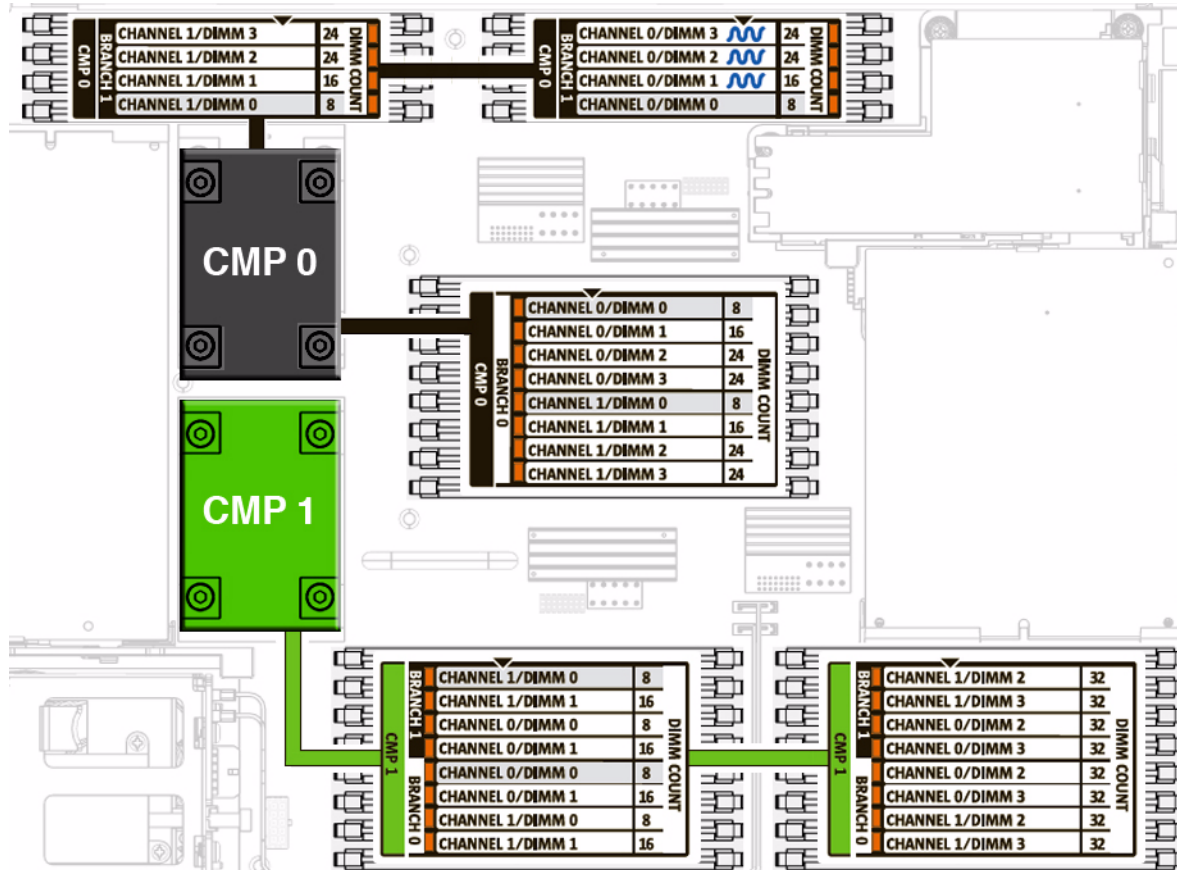 CMP 0
BRANCH 1
CHANNEL 1/DIMM 3 24
CHANNEL 1/DIMM 2 24
CHANNEL 1/DIMM 1 16
CHANNEL 1/DIMM 0 8
DIMM COUNT
CMP 0
BRANCH 1
CHANNEL 0/DIMM 3 24
CHANNEL 0/DIMM 2 24
CHANNEL 0/DIMM 1 16
CHANNEL 0/DIMM 0 8
DIMM COUNT
CMP 0
CMP 0
BRANCH 0
CHANNEL 0/DIMM 0 8
CHANNEL 0/DIMM 1 16
CHANNEL 0/DIMM 2 24
CHANNEL 0/DIMM 3 24
CHANNEL 1/DIMM 0 8
CHANNEL 1/DIMM 1 16
CHANNEL 1/DIMM 2 24
CHANNEL 1/DIMM 3 24
DIMM COUNT
CMP 1
CMP 1
BRANCH 1
CHANNEL 1/DIMM 0 8
CHANNEL 1/DIMM 1 16
CHANNEL 0/DIMM 0 8
CHANNEL 0/DIMM 1 16
BRANCH 0
CHANNEL 0/DIMM 0 8
CHANNEL 0/DIMM 1 16
CHANNEL 1/DIMM 0 8
CHANNEL 1/DIMM 1 16
DIMM COUNT
CMP 1
BRANCH 1
CHANNEL 1/DIMM 2 32
CHANNEL 1/DIMM 3 32
CHANNEL 0/DIMM 2 32
CHANNEL 0/DIMM 3 32
BRANCH 0
CHANNEL 0/DIMM 2 32
CHANNEL 0/DIMM 3 32
CHANNEL 1/DIMM 2 32
CHANNEL 1/DIMM 3 32
DIMM COUNT